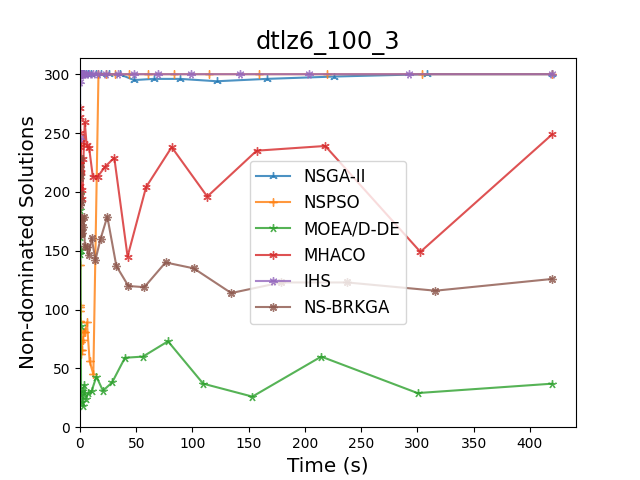 dtlz6_100_3
Non-dominated Solutions
300
250
200
150
100
50
0
NSGA-II
NSPSO
MOEA/D-DE
MHACO
IHS
NS-BRKGA
0 50 100 150 200 250 300 350 400
Time (s)